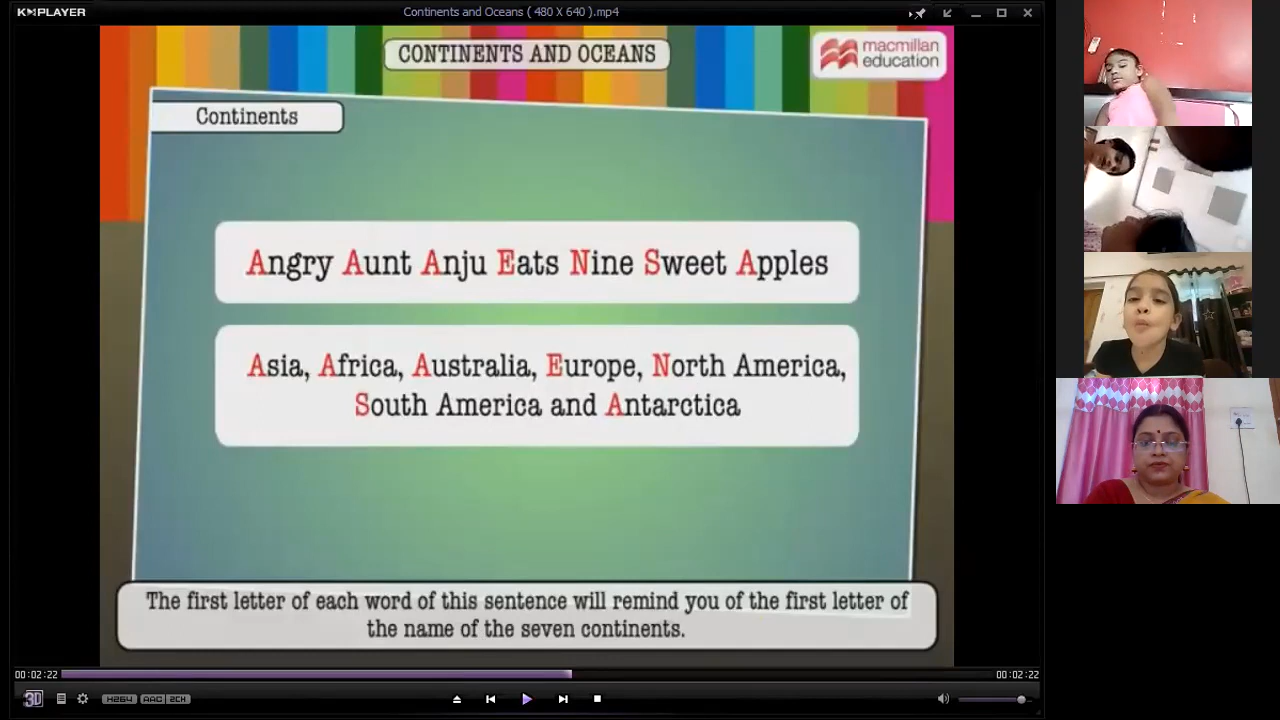 KMPLAYER
Continents and Oceans ( 480 X 640 ).mp4
CONTINENTS AND OCEANS
macmillan
education
Continents
Angry Aunt Anju Eats Nine Sweet Apples
Asia, Africa, Australia, Europe, North America,
South America and Antarctica
The first letter of each word of this sentence will remind you of the first letter of
the name of the seven continents.
00:02:22
00:02:22
3D
H264 AAC 2CH